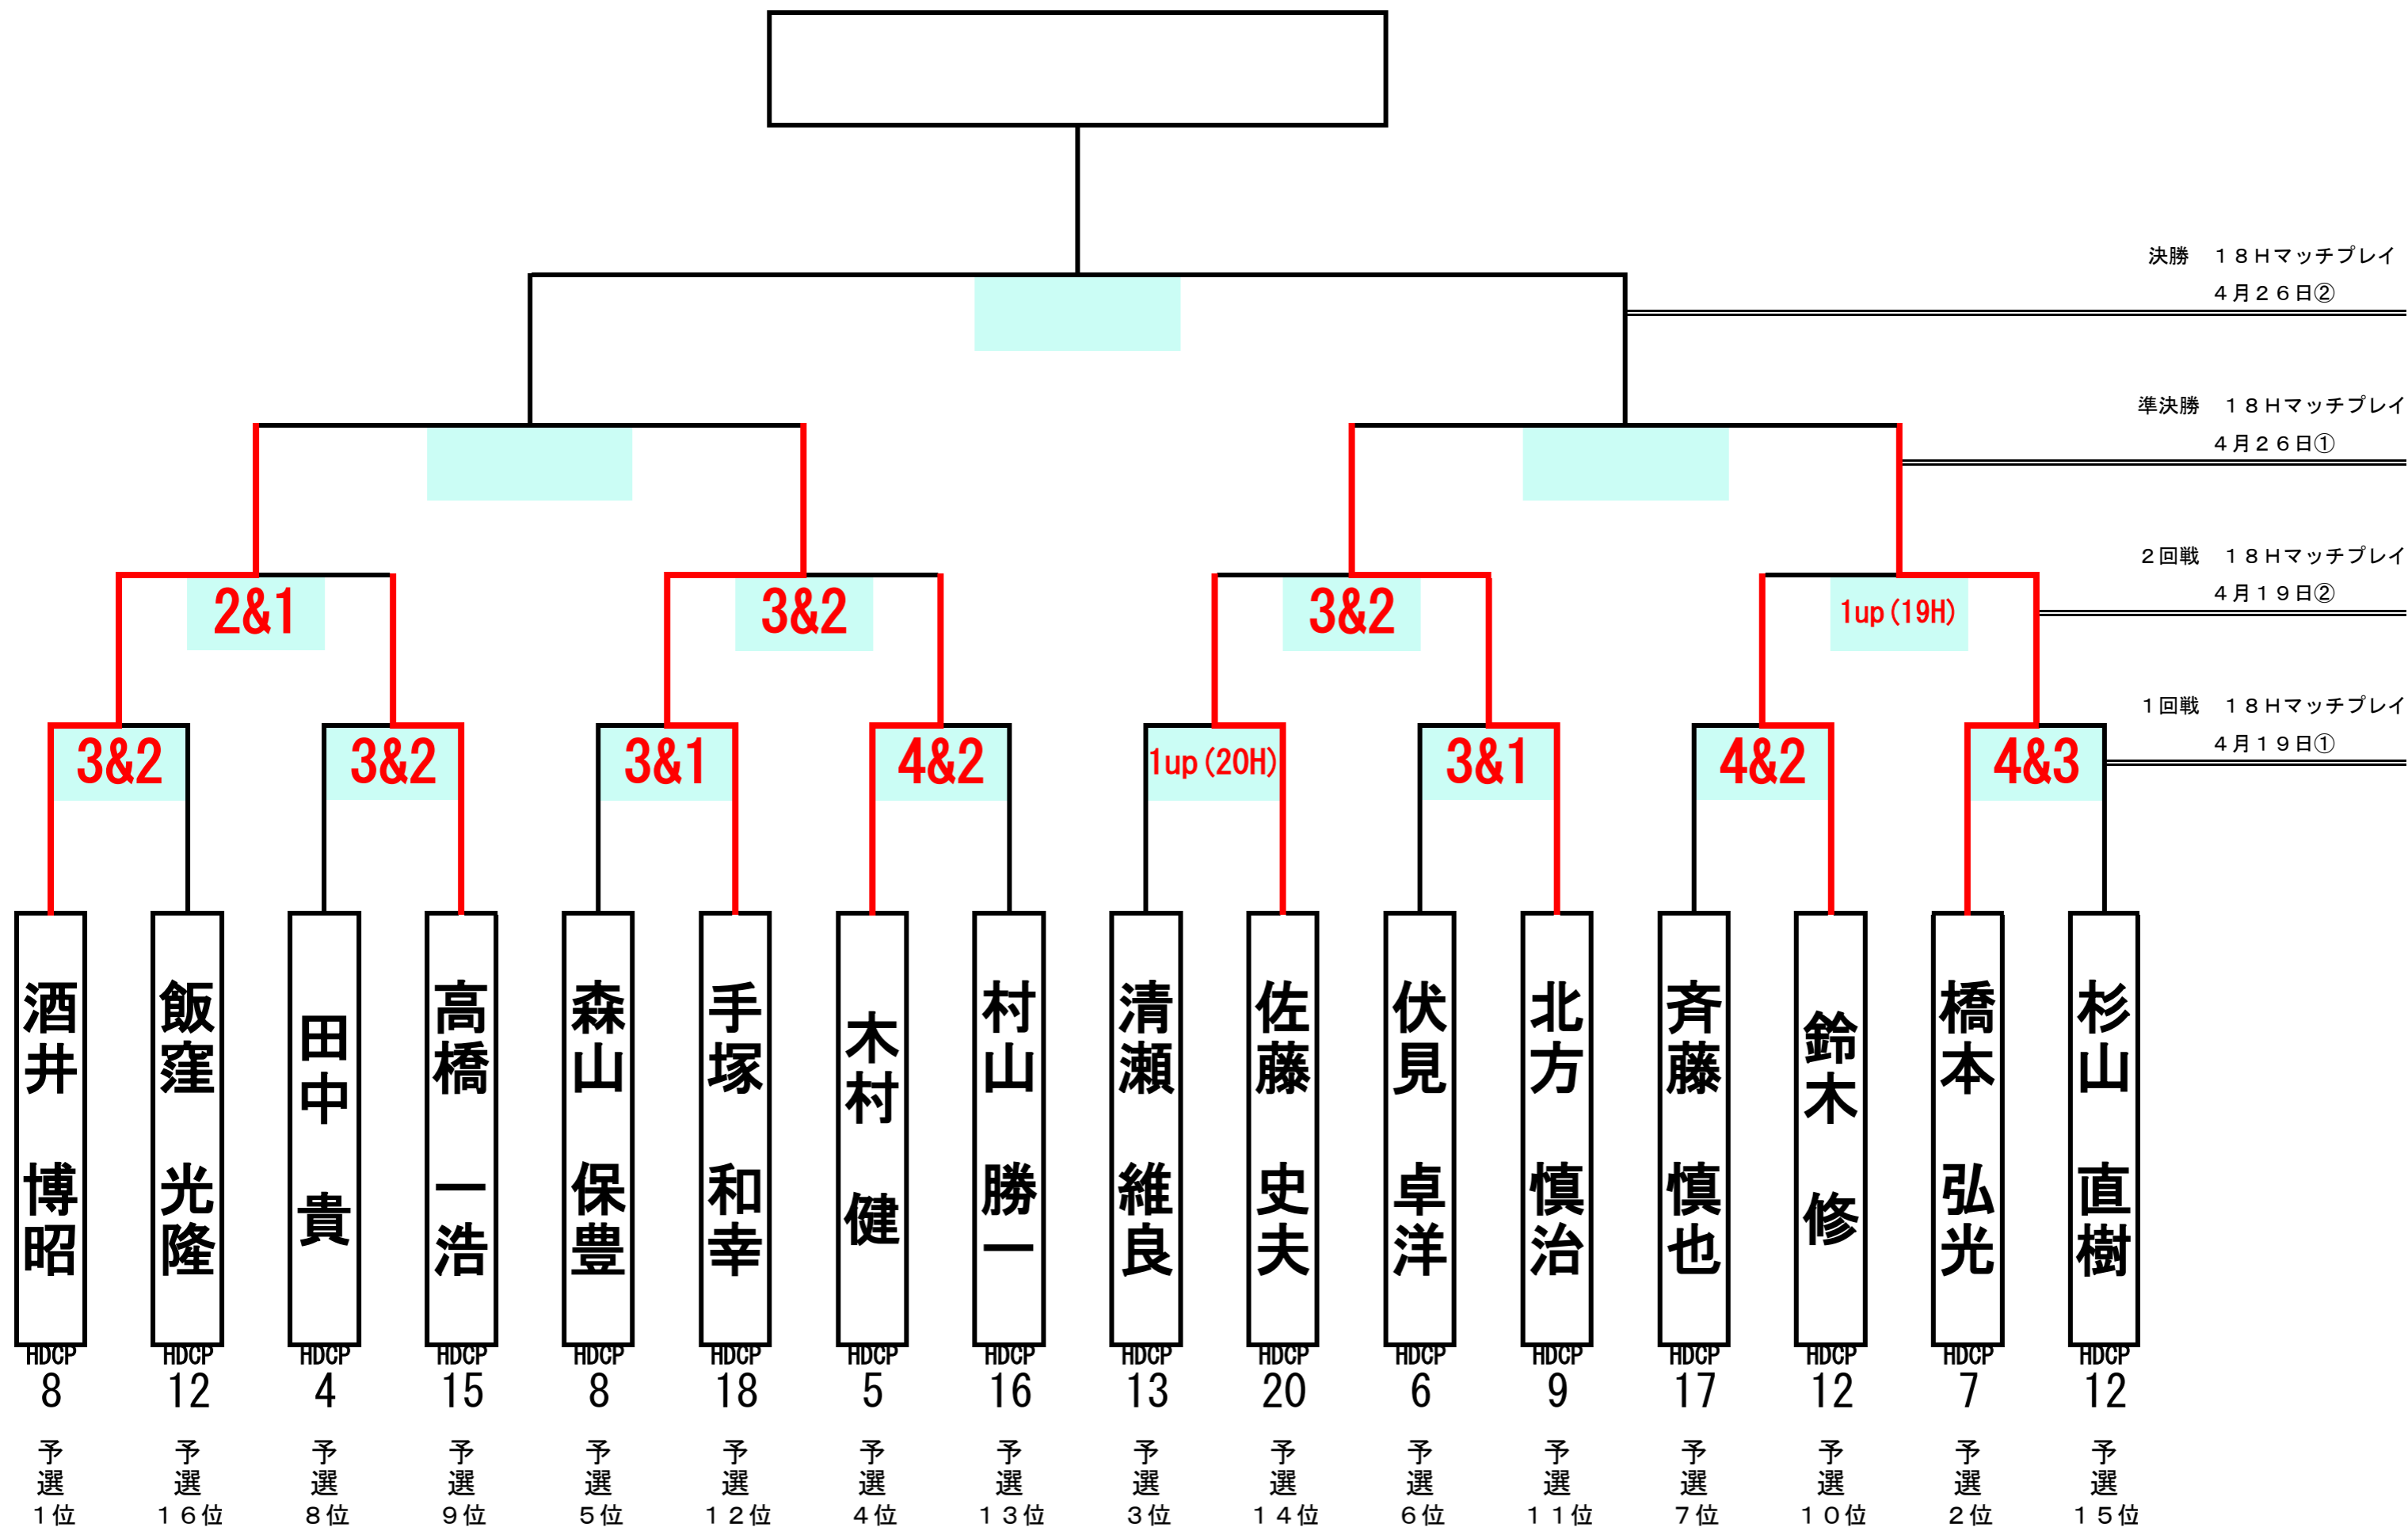 決勝　１８Ｈマッチプレイ
４月２６日②
準決勝　１８Ｈマッチプレイ
４月２６日①
２回戦　１８Ｈマッチプレイ
４月１９日②
2&1
3&2
3&2
1up(19H)
１回戦　１８Ｈマッチプレイ
４月１９日①
3&2
3&2
3&1
4&2
1up(20H)
3&1
4&2
4&3
酒井　博昭
飯窪　光隆
田中　貴
高橋　一浩
森山　保豊
手塚　和幸
木村　健
村山　勝一
清瀬　維良
佐藤　史夫
伏見　卓洋
北方　慎治
斉藤　慎也
鈴木　修
橋本　弘光
杉山　直樹
HDCP HDCP HDCP HDCP HDCP HDCP HDCP HDCP HDCP HDCP HDCP HDCP HDCP HDCP HDCP HDCP
8 12 4 15 8 18 5 16 13 20 6 9 17 12 7 12
予選 予選 予選 予選 予選 予選 予選 予選 予選 予選 予選 予選 予選 予選 予選 予選
１位 １６位 ８位 ９位 ５位 １２位 ４位 １３位 ３位 １４位 ６位 １１位 ７位 １０位 ２位 １５位